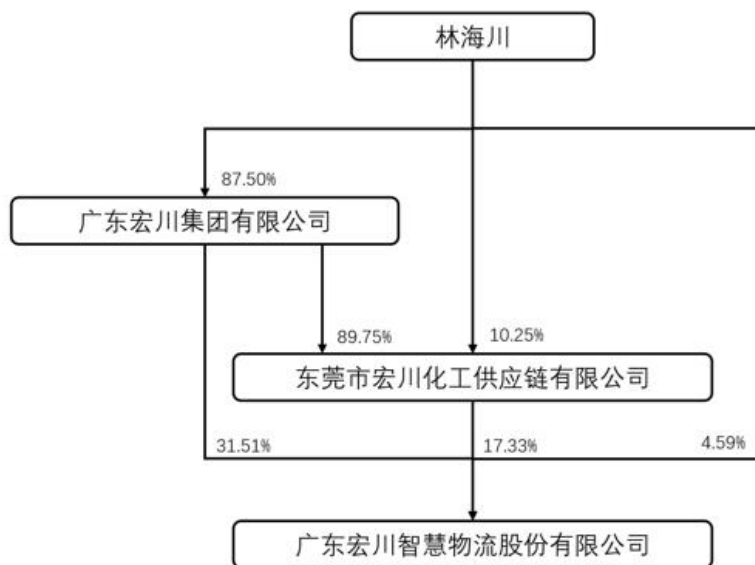 林海川
87.50%
广东宏川集团有限公司
89.75%
10.25%
东莞市宏川化工供应链有限公司
31.51%
17.33%
4.59%
广东宏川智慧物流股份有限公司